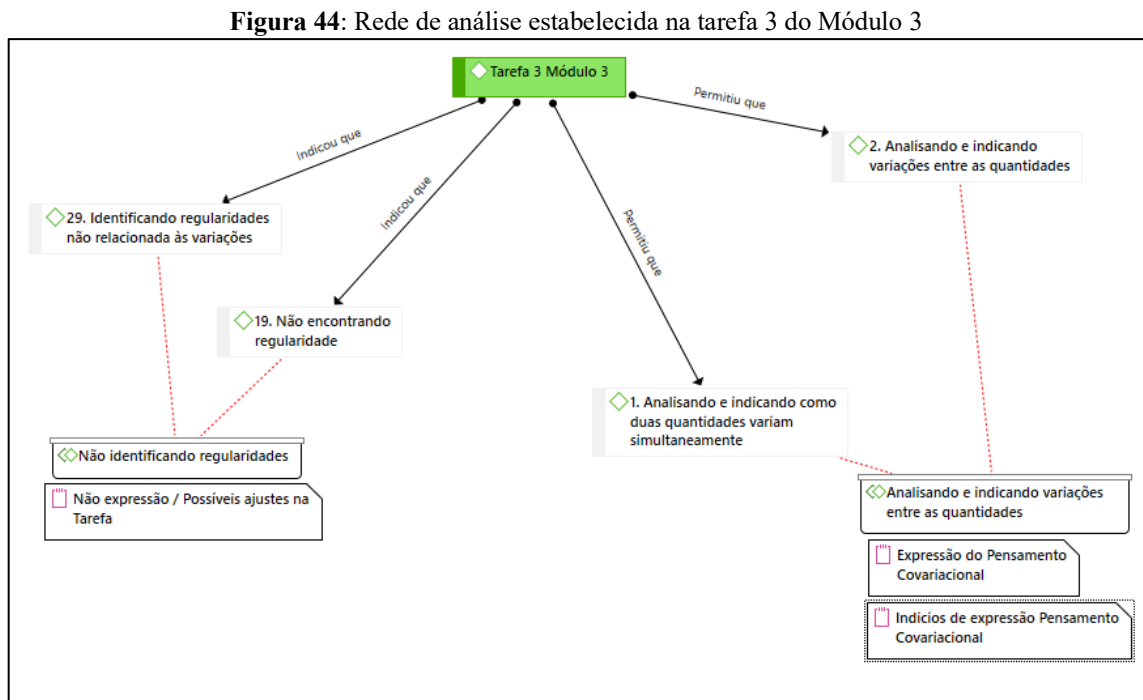 Figura 44: Rede de análise estabelecida na tarefa 3 do Módulo 3
Tarefa 3 Módulo 3
Permitiu que
Indicou que
2. Analisando e indicando
variações entre as quantidades
Indicou que
29. Identificando regularidades
não relacionada às variações
Permitiu que
19. Não encontrando
regularidade
1. Analisando e indicando como
duas quantidades variam
simultaneamente
Não identificando regularidades
Não expressão / Possíveis ajustes na
Tarefa
Analisando e indicando variações
entre as quantidades
Expressão do Pensamento
Covariacional
Indicios de expressão Pensamento
Covariacional